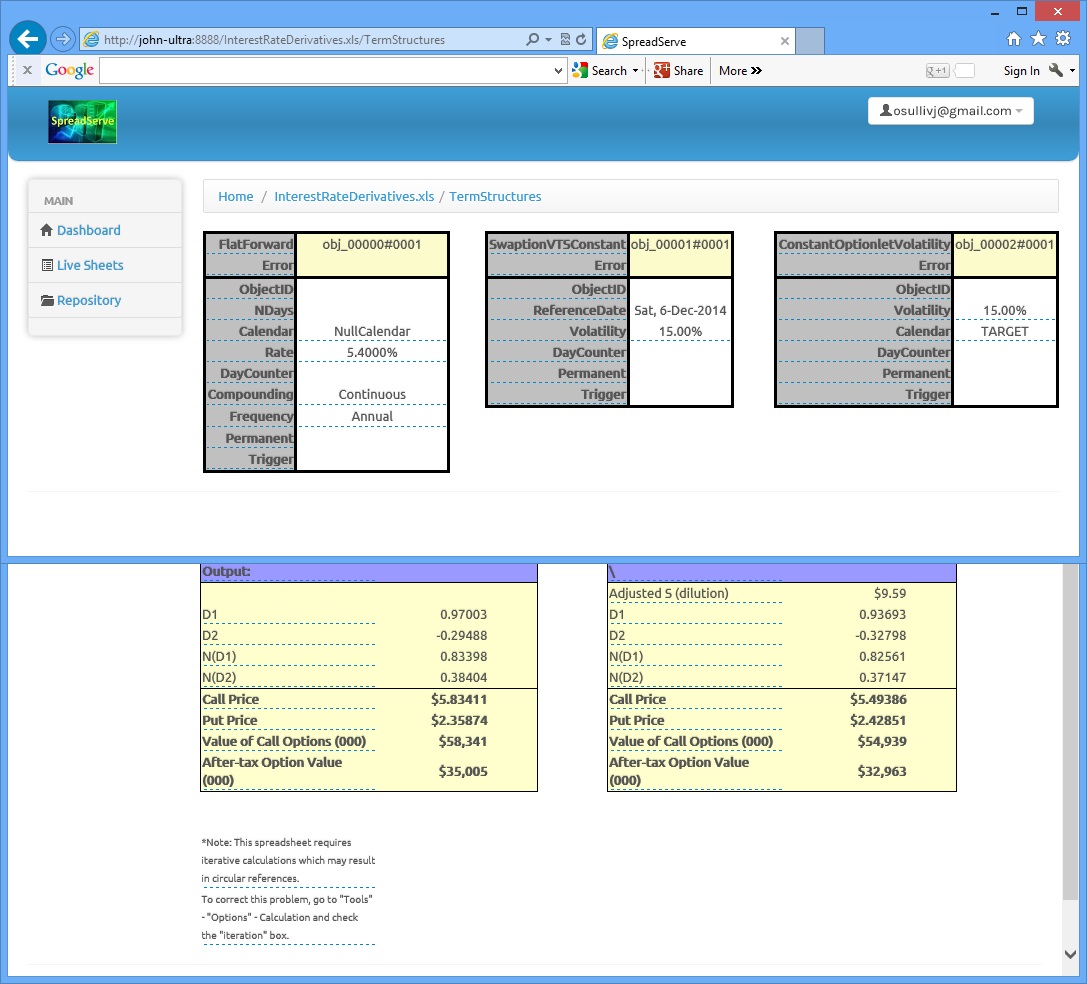 http://john-ultra:8888/InterestRateDerivatives.xls/TermStructures
SpreadServe
x Google Search Share More » g+1 Sign In
SpreadServe
osullivj@gmail.com
MAIN
Dashboard
Live Sheets
Repository
Home / InterestRateDerivatives.xls / TermStructures
FlatForward obj_00000#0001
Error
ObjectID
NDays
Calendar NullCalendar
Rate 5.4000%
DayCounter
Compounding Continuous
Frequency Annual
Permanent
Trigger
SwaptionVTSConstant obj_00001#0001
Error
ObjectID
ReferenceDate Sat, 6-Dec-2014
Volatility 15.00%
DayCounter
Permanent
Trigger
ConstantOptionletVolatility obj_00002#0001
Error
ObjectID
Volatility 15.00%
Calendar TARGET
DayCounter
Permanent
Trigger
Output:
D1 0.97003
D2 -0.29488
N(D1) 0.83398
N(D2) 0.38404
Call Price $5.83411
Put Price $2.35874
Value of Call Options (000) $58,341
After-tax Option Value
(000) $35,005
\
Adjusted S (dilution) $9.59
D1 0.93693
D2 -0.32798
N(D1) 0.82561
N(D2) 0.37147
Call Price $5.49386
Put Price $2.42851
Value of Call Options (000) $54,939
After-tax Option Value
(000) $32,963
*Note: This spreadsheet requires
iterative calculations which may result
in circular references.
To correct this problem, go to "Tools"
- "Options" - Calculation and check
the "iteration" box.